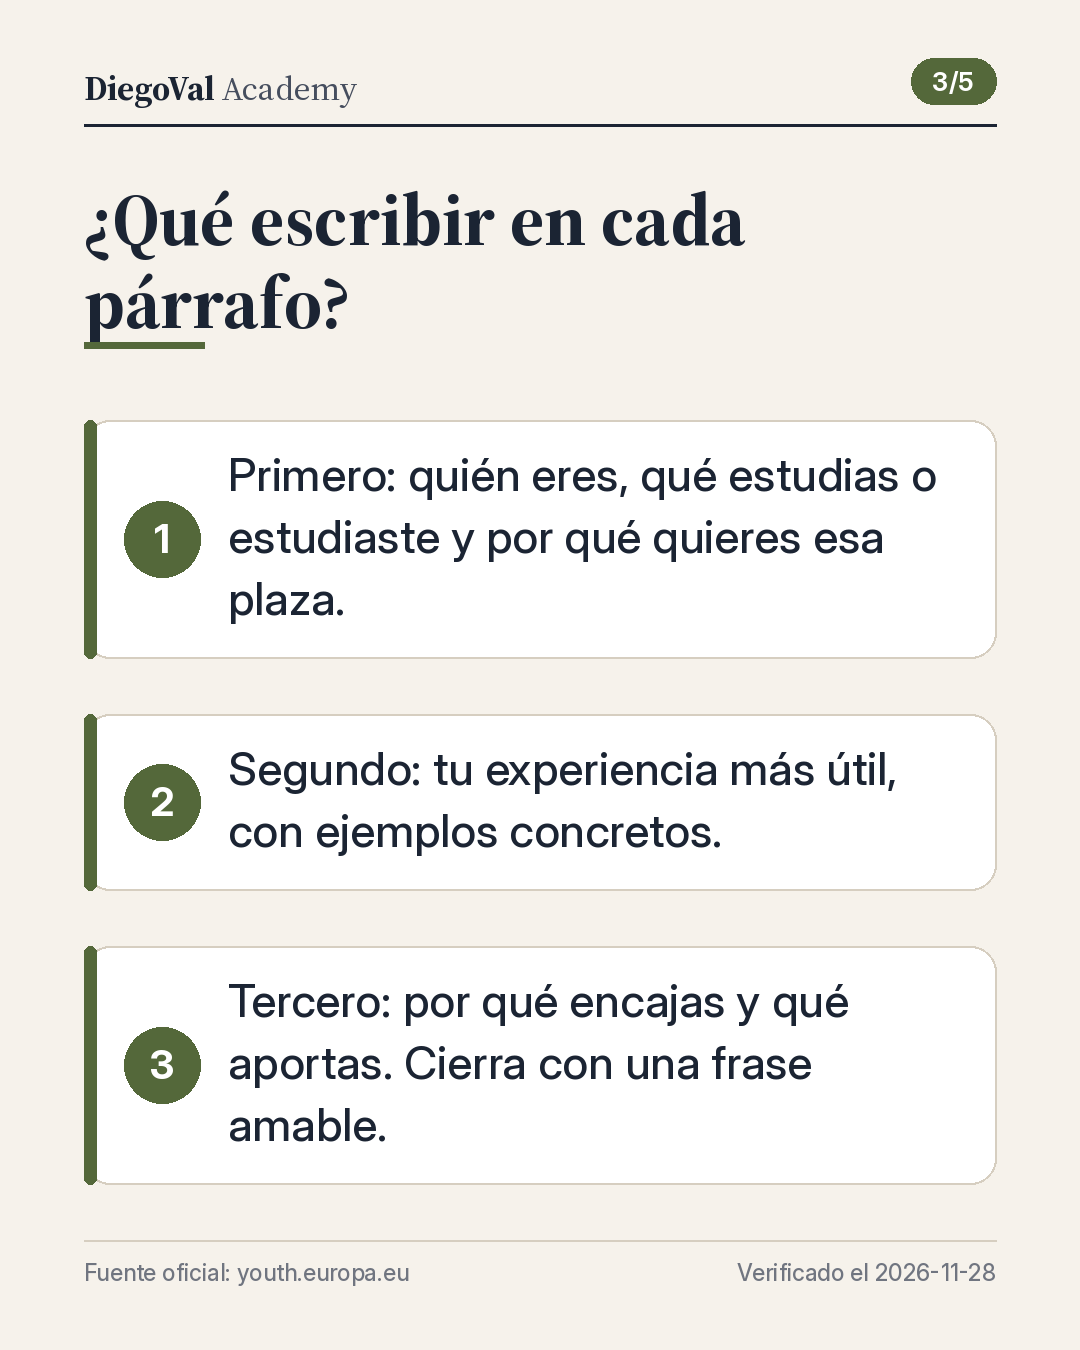 DiegoVal Academy
3/5
¿Qué escribir en cada
párrafo?
1
Primero: quién eres, qué estudias o
estudiaste y por qué quieres esa
plaza.
2
Segundo: tu experiencia más útil,
con ejemplos concretos.
3
Tercero: por qué encajas y qué
aportas. Cierra con una frase
amable.
Fuente oficial: youth.europa.eu
Verificado el 2026-11-28